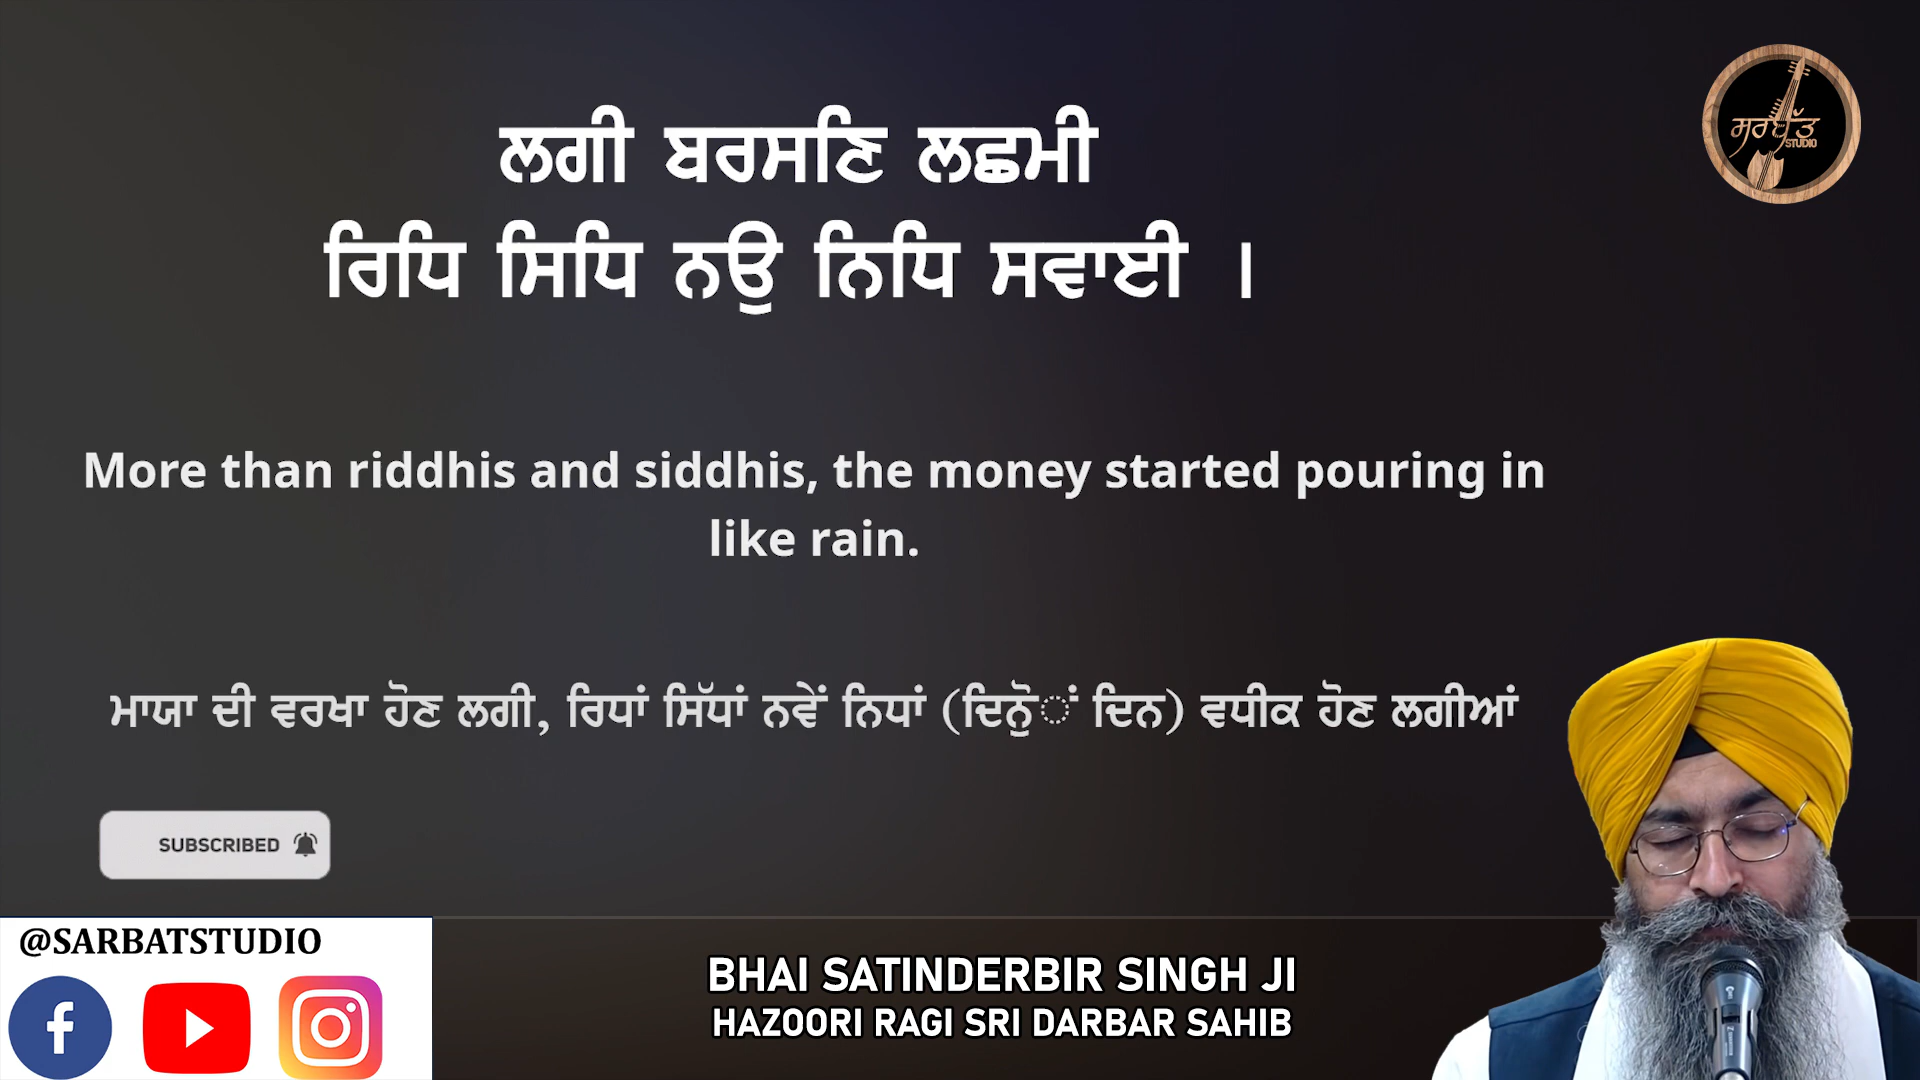 ਸਰਬੱਤ
STUDIO
ਲਗੀ ਬਰਸਣਿ ਲਛਮੀ
ਰਿਧਿ ਸਿਧਿ ਨਉ ਨਿਧਿ ਸਵਾਈ ।
More than riddhis and siddhis, the money started pouring in
like rain.
ਮਾਯਾ ਦੀ ਵਰਖਾ ਹੋਣ ਲਗੀ, ਰਿਧਾਂ ਸਿੱਧਾਂ ਨਵੇਂ ਨਿਧਾਂ (ਦਿਨੋੁਂ ਦਿਨ) ਵਧੀਕ ਹੋਣ ਲਗੀਆਂ
SUBSCRIBED
@SARBATSTUDIO
BHAI SATINDERBIR SINGH JI
HAZOORI RAGI SRI DARBAR SAHIB